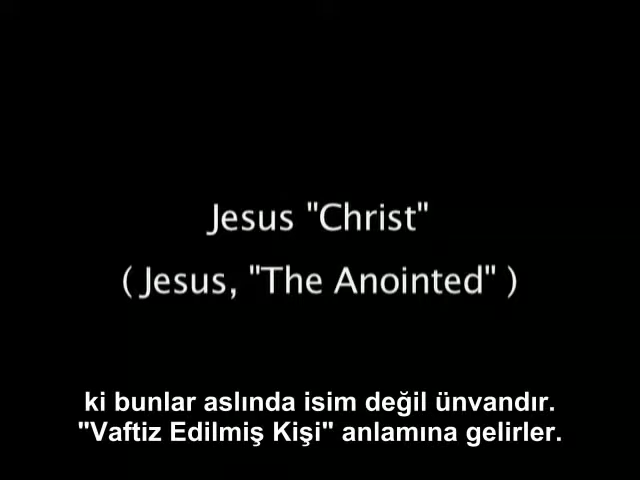 Jesus "Christ"
( Jesus, "The Anointed" )
ki bunlar aslında isim değil ünvandır.
"Vaftiz Edilmiş Kişi" anlamına gelirler.